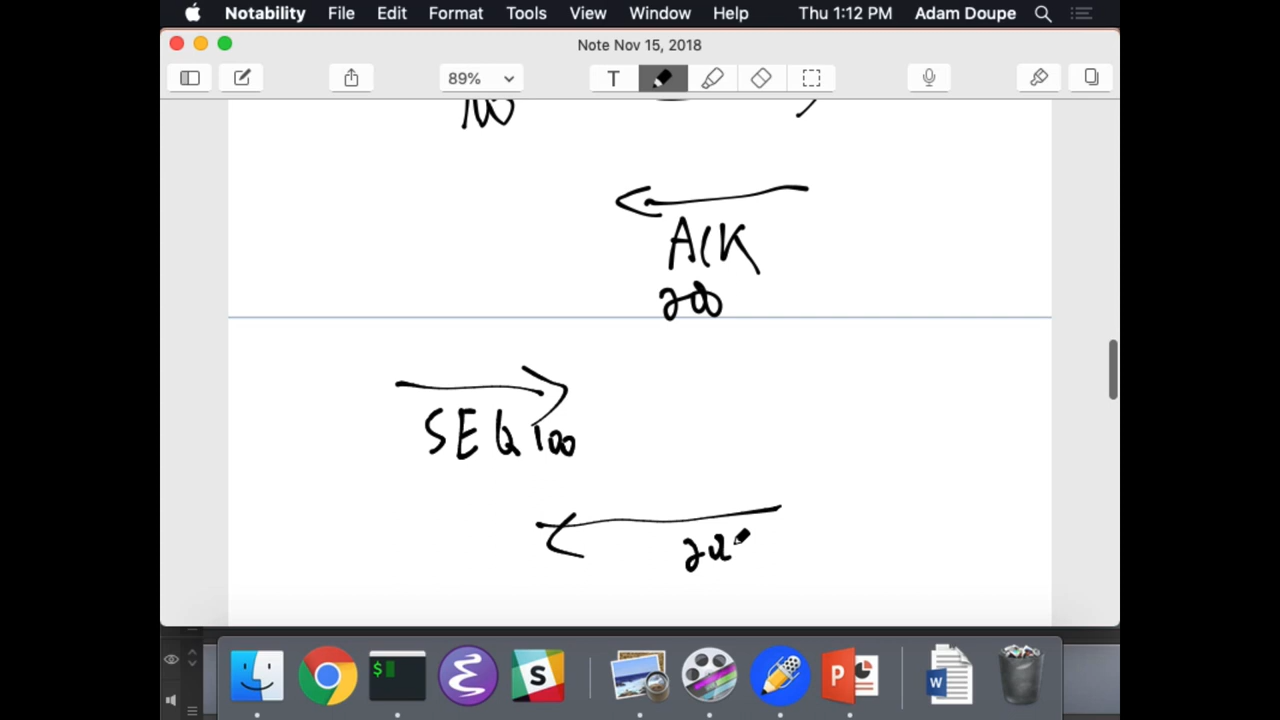 Notability File Edit Format Tools View Window Help Thu 1:12 PM Adam Doupe
Note Nov 15, 2018
89% T
100
ACK
200
SEQ 100
$
S
P
W